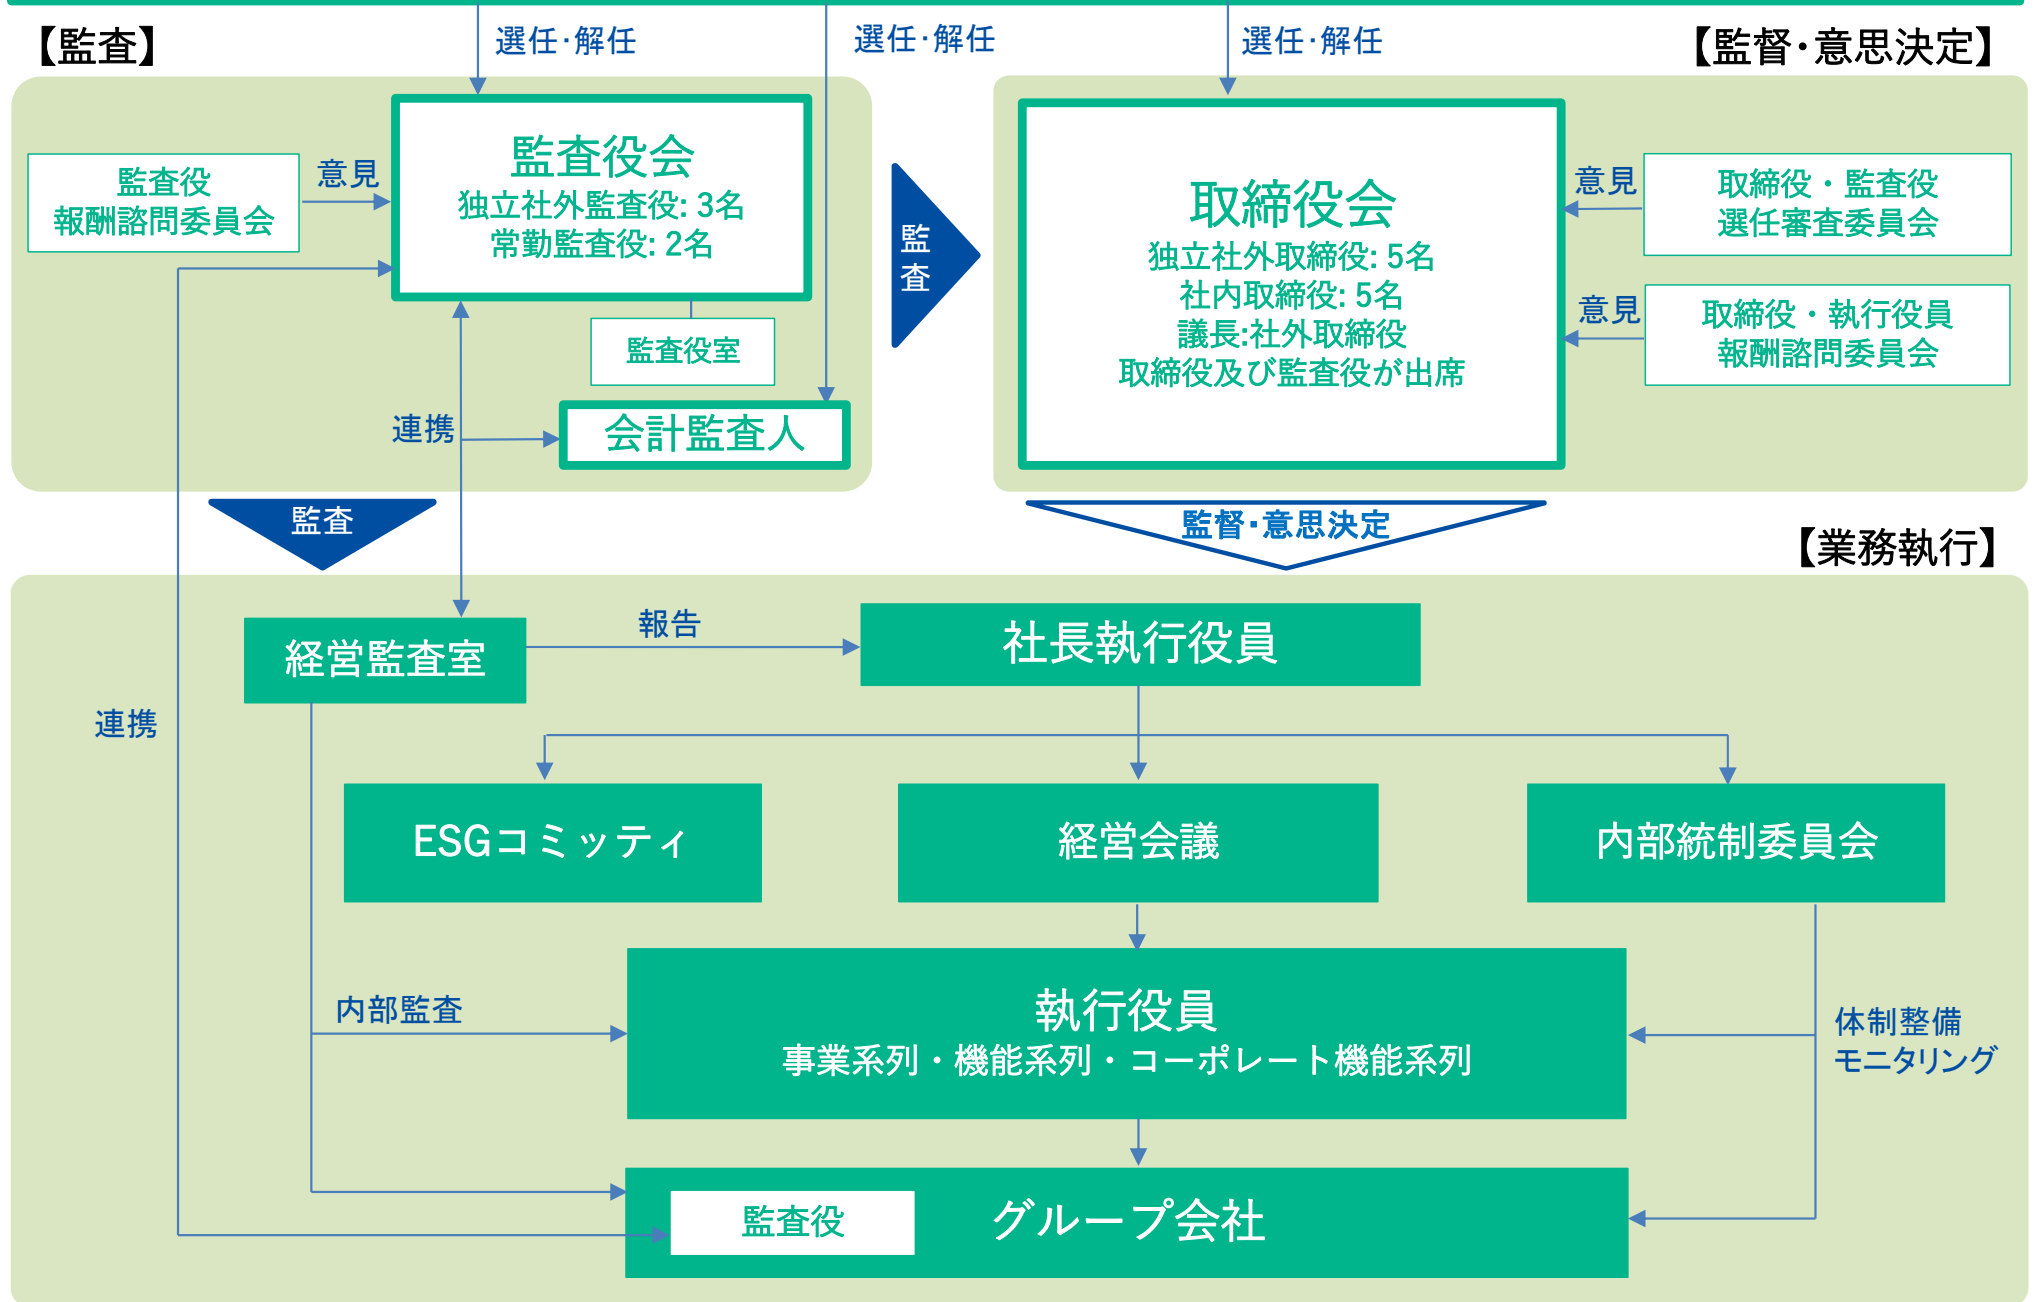 【監査】
選任・解任
選任・解任
選任・解任
【監督・意思決定】
監査役
報酬諮問委員会
意見
監査役会
独立社外監査役: 3名
常勤監査役: 2名
監査役室
連携
会計監査人
監
査
取締役会
独立社外取締役: 5名
社内取締役: 5名
議長:社外取締役
取締役及び監査役が出席
意見
取締役・監査役
選任審査委員会
意見
取締役・執行役員
報酬諮問委員会
監査
監督・意思決定
【業務執行】
経営監査室
報告
社長執行役員
連携
ESGコミッティ
経営会議
内部統制委員会
内部監査
執行役員
事業系列・機能系列・コーポレート機能系列
体制整備
モニタリング
監査役
グループ会社